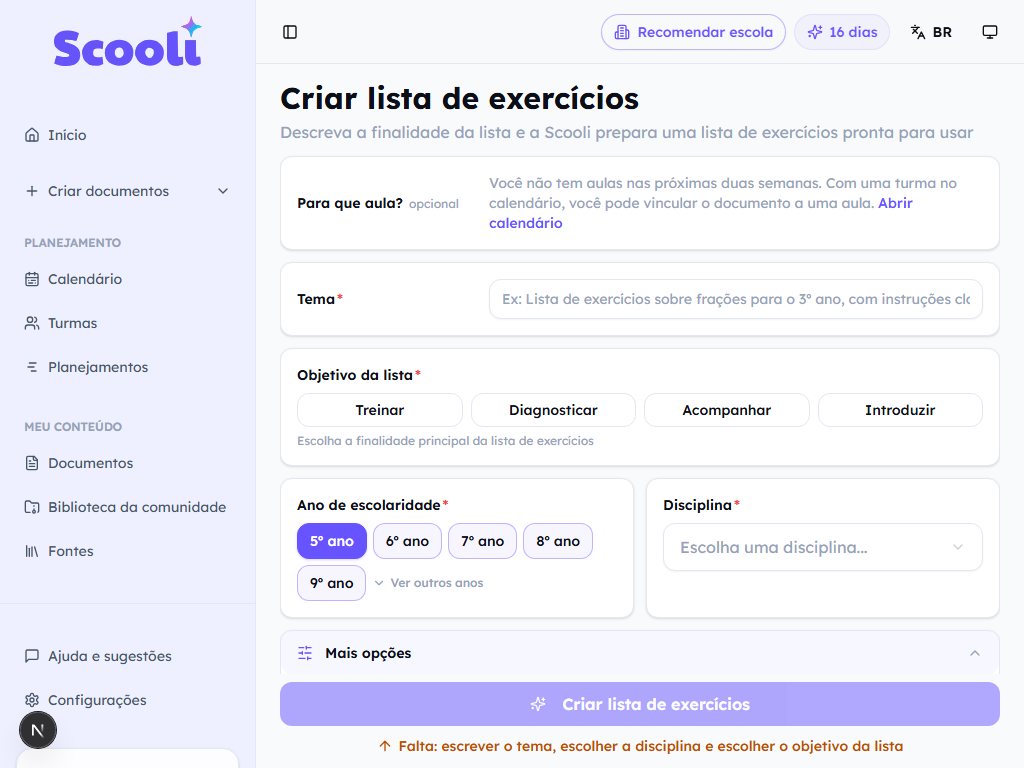 Scooli
Recomendar escola
16 dias
BR
Início
Criar documentos
PLANEJAMENTO
Calendário
Turmas
Planejamentos
MEU CONTEÚDO
Documentos
Biblioteca da comunidade
Fontes
Ajuda e sugestões
Configurações
N
Criar lista de exercícios
Descreva a finalidade da lista e a Scooli prepara uma lista de exercícios pronta para usar
Para que aula? opcional
Você não tem aulas nas próximas duas semanas. Com uma turma no
calendário, você pode vincular o documento a uma aula. Abrir
calendário
Tema*
Ex: Lista de exercícios sobre frações para o 3º ano, com instruções
Objetivo da lista*
Treinar
Diagnosticar
Acompanhar
Introduzir
Escolha a finalidade principal da lista de exercícios
Ano de escolaridade*
5º ano
6º ano
7º ano
8º ano
9º ano
Ver outros anos
Disciplina*
Escolha uma disciplina...
Mais opções
Criar lista de exercícios
Falta: escrever o tema, escolher a disciplina e escolher o objetivo da lista